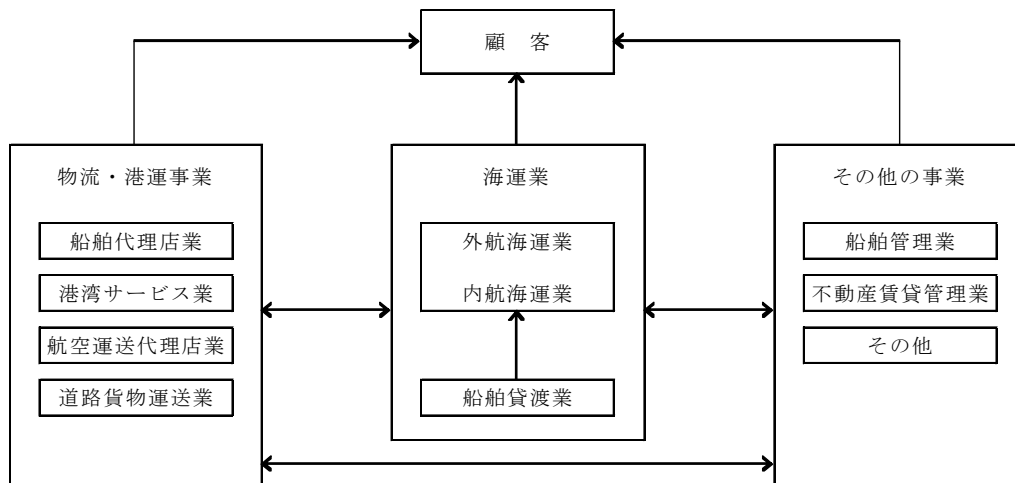 顧 客
物流・港運事業
船舶代理店業
港湾サービス業
航空運送代理店業
道路貨物運送業
海運業
外航海運業
内航海運業
船舶貸渡業
その他の事業
船舶管理業
不動産賃貸管理業
その他